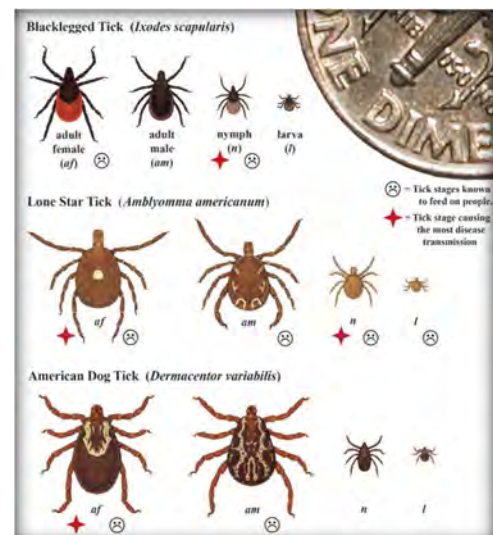 Blacklegged Tick (Ixodes scapularis)
adult
female
(af)
adult
male
(am)
nymph
(n)
larva
(l)
ONE DIME
= Tick stages known
to feed on people.
= Tick stage causing
the most disease
transmission
Lone Star Tick (Amblyomma americanum)
af
am
n
l
American Dog Tick (Dermacentor variabilis)
af
am
n
l